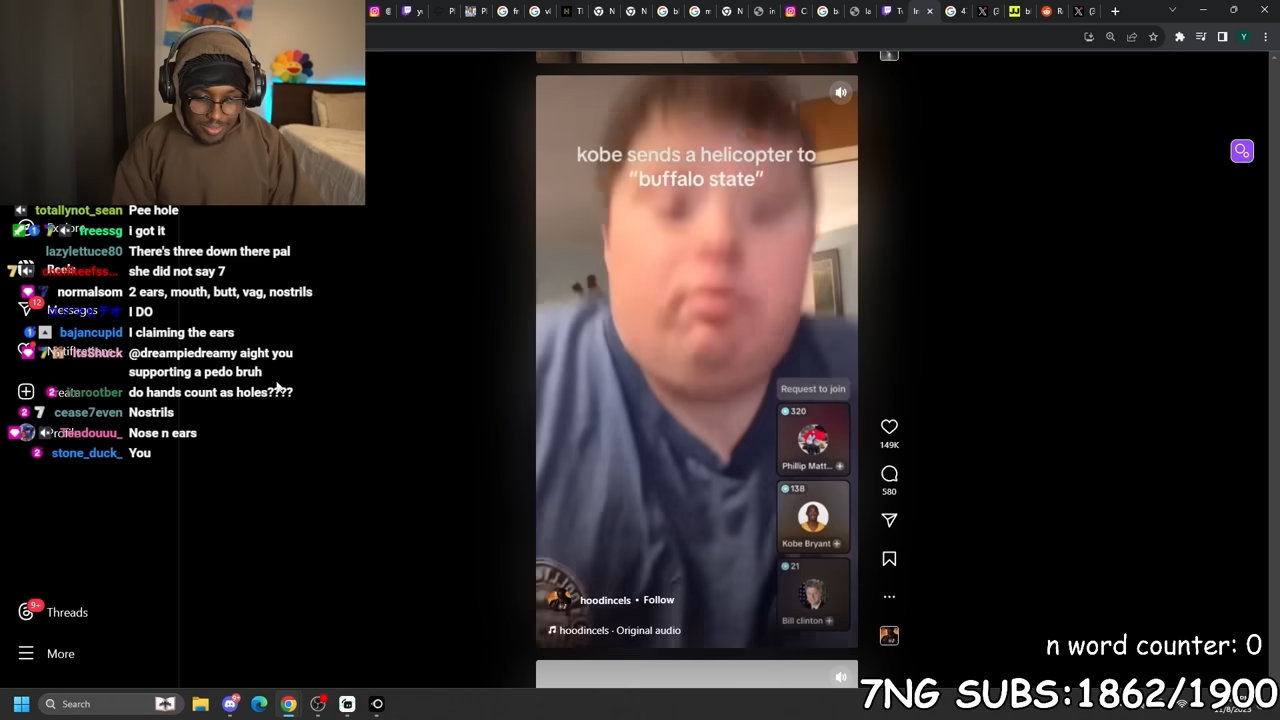 kobe sends a helicopter to
"buffalo state"
totallynot_sean Pee hole
freessg i got it
lazylettuce80 There's three down there pal
she did not say 7
Reels
normalsom 2 ears, mouth, butt, vag, nostrils
12
Messages
I DO
bajancupid I claiming the ears
@dreampiedreamy aight you
supporting a pedo bruh
do hands count as holes????
cease7even Nostrils
Nose n ears
stone_duck_ You
Request to join
320
Phillip Matt...
138
Kobe Bryant
21
Bill clinton
149K
580
hoodincels • Follow
hoodincels · Original audio
9+
Threads
More
n word counter: 0
7NG SUBS:1862/1900
Search